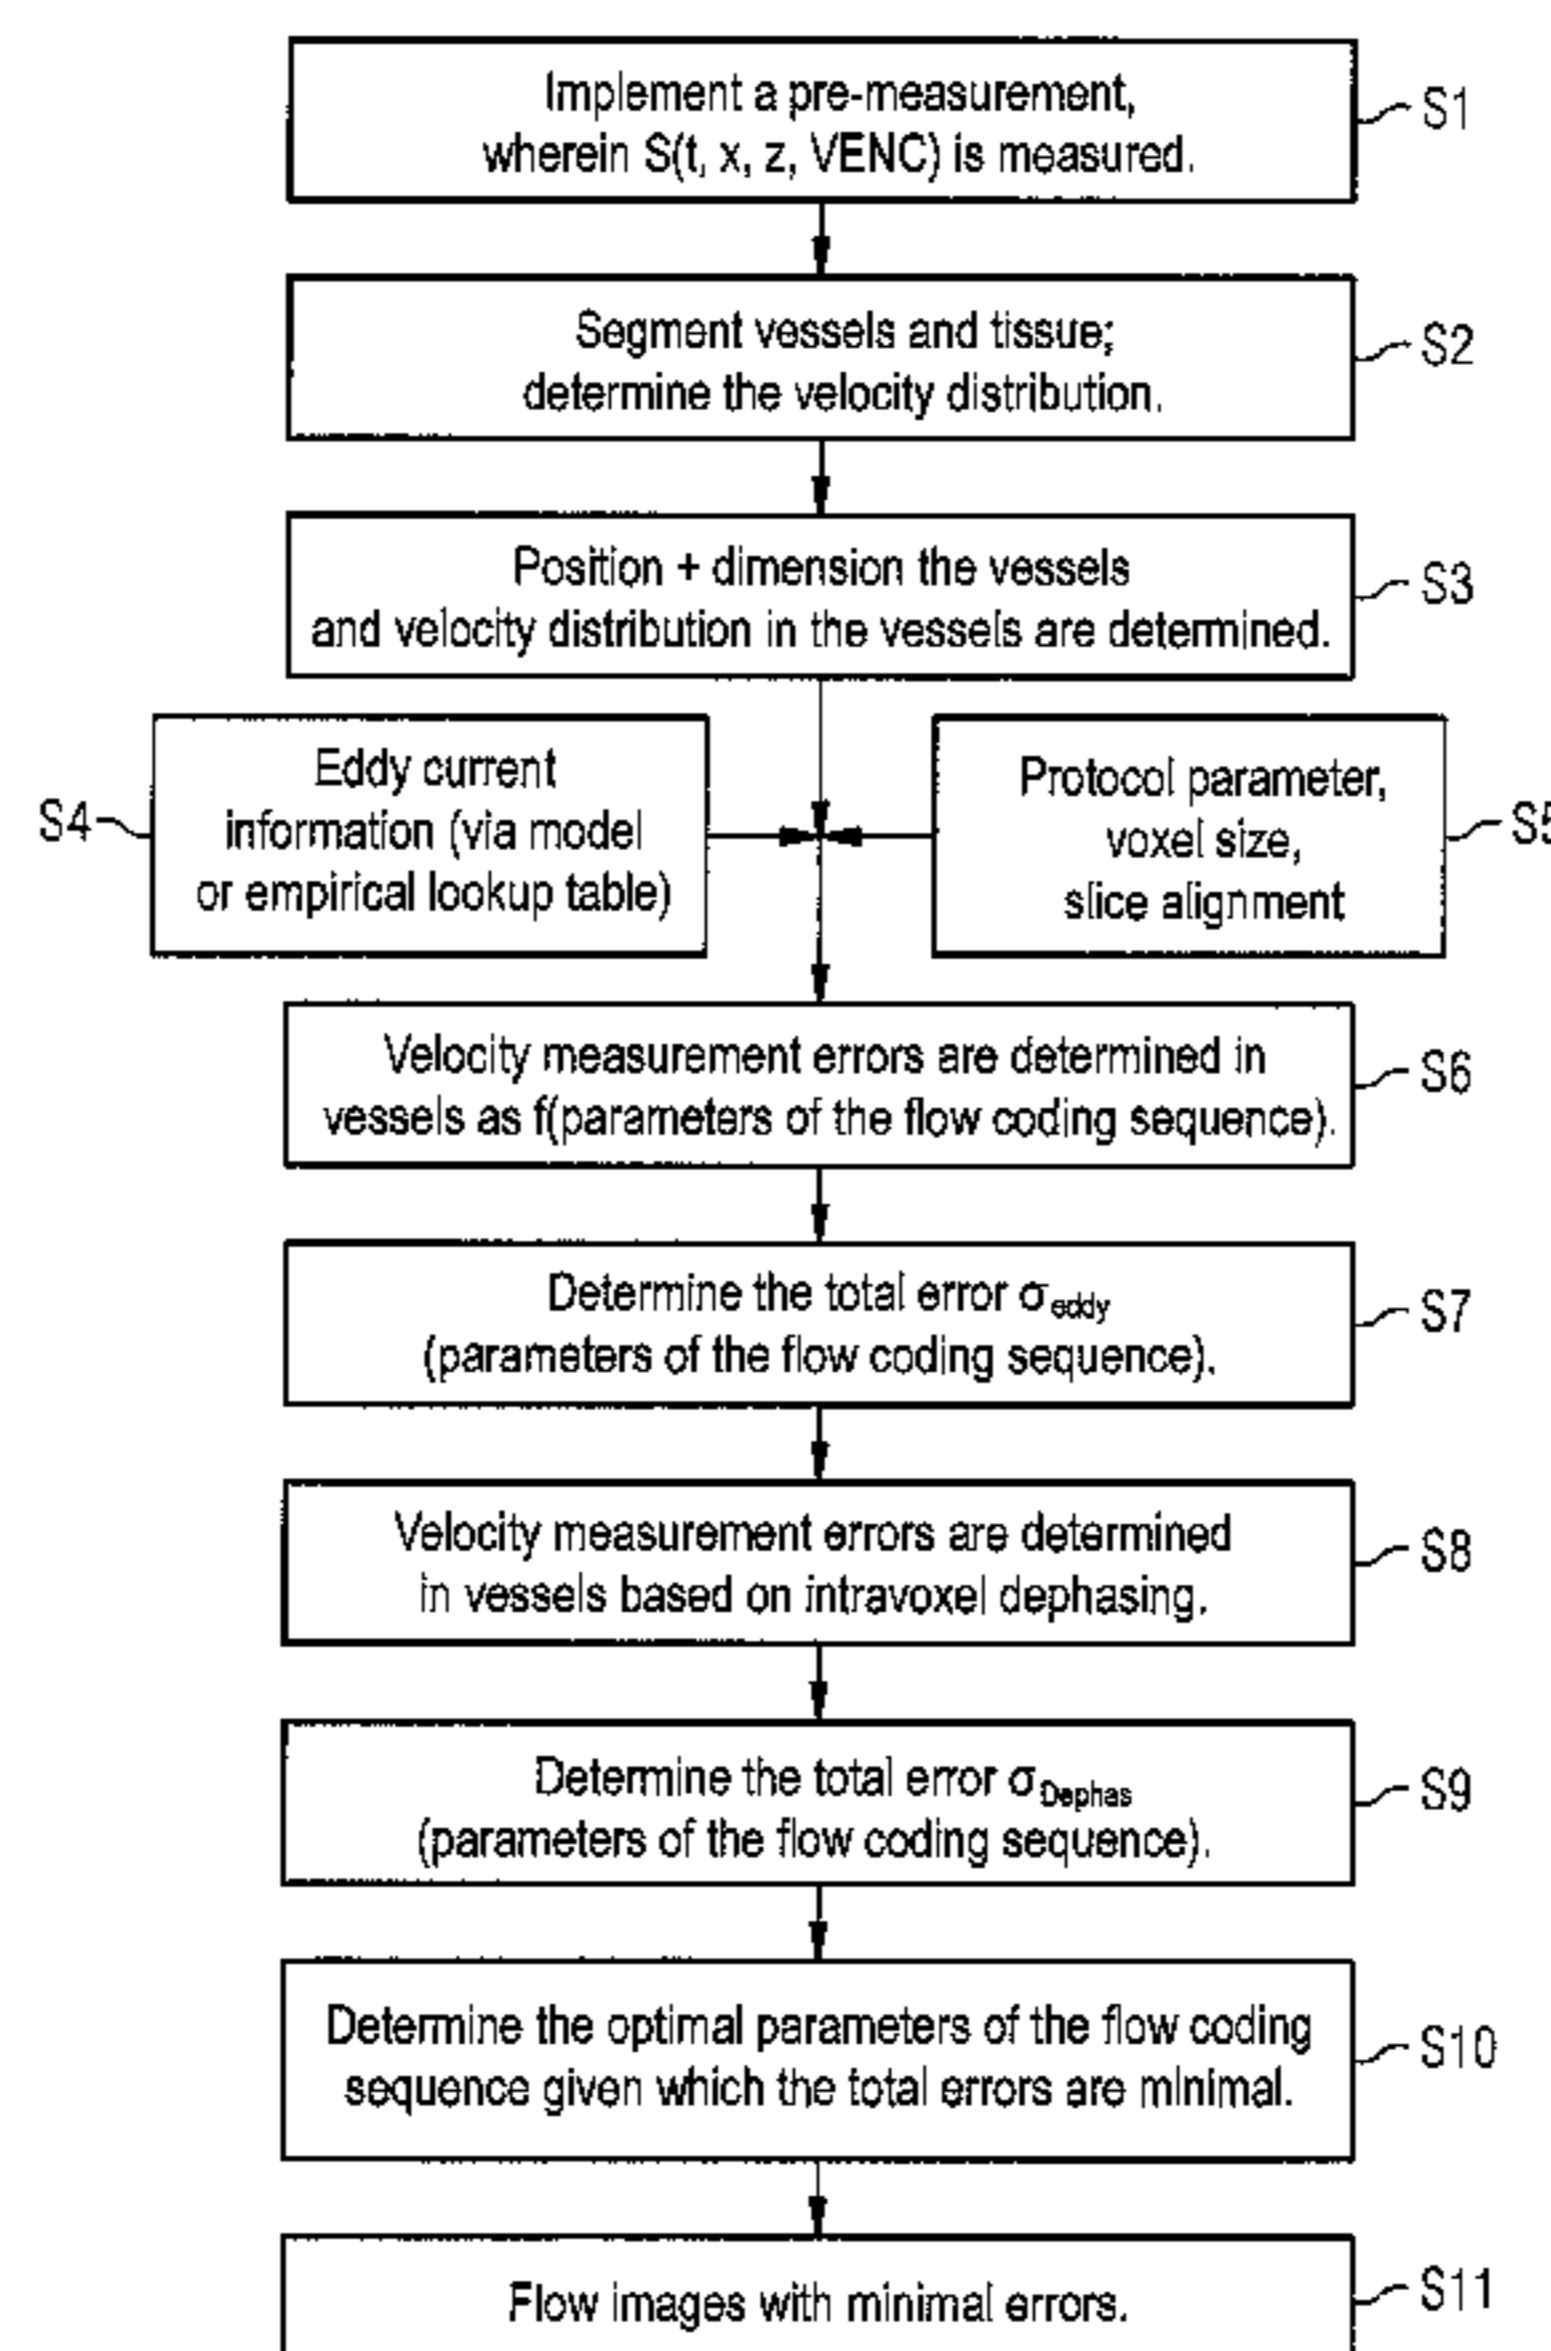 Implement a pre-measurement,
wherein S(t, x, z, VENC) is measured.
S1
Segment vessels and tissue;
determine the velocity distribution.
S2
Position + dimension the vessels
and velocity distribution in the vessels are determined.
S3
S4
Eddy current
information (via model
or empirical lookup table)
Protocol parameter,
voxel size,
slice alignment
S5
Velocity measurement errors are determined in
vessels as f(parameters of the flow coding sequence).
S6
Determine the total error σeddy
(parameters of the flow coding sequence).
S7
Velocity measurement errors are determined
in vessels based on intravoxel dephasing.
S8
Determine the total error σDephas
(parameters of the flow coding sequence).
S9
Determine the optimal parameters of the flow coding
sequence given which the total errors are minimal.
S10
Flow images with minimal errors.
S11